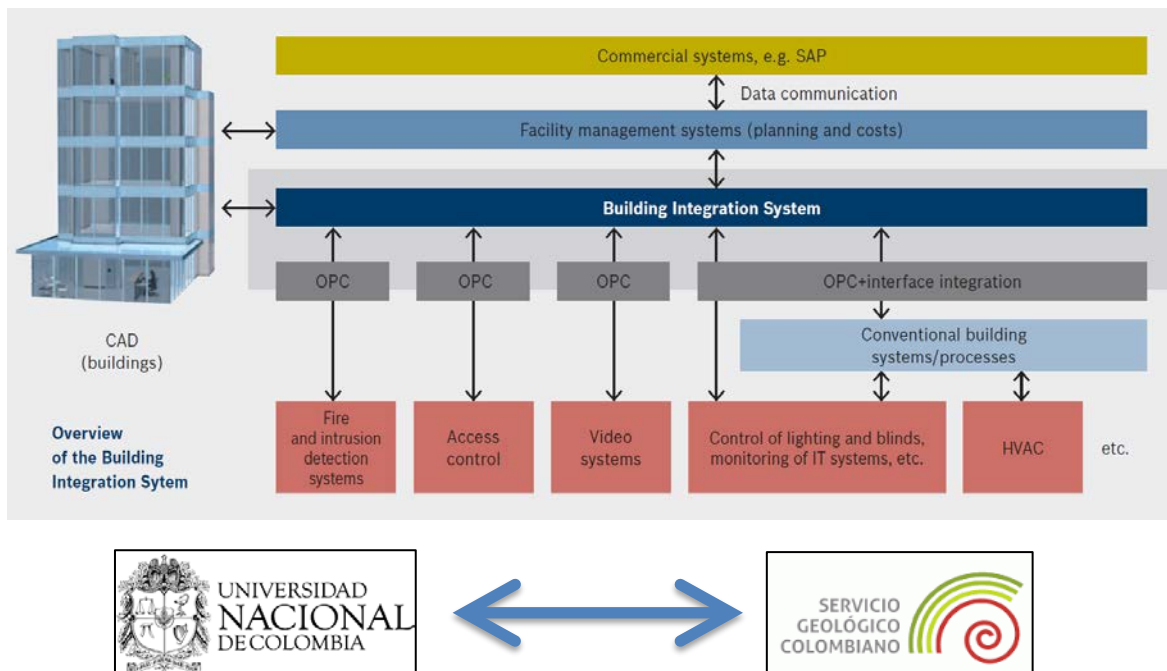 Commercial systems, e.g. SAP
Data communication
Facility management systems (planning and costs)
Building Integration System
OPC
OPC
OPC
OPC+interface integration
CAD
(buildings)
Conventional building
systems/processes
Overview
of the Building
Integration Sytem
Fire
and intrusion
detection
systems
Access
control
Video
systems
Control of lighting and blinds,
monitoring of IT systems, etc.
HVAC
etc.
UNIVERSIDAD
NACIONAL
DE COLOMBIA
SERVICIO
GEOLÓGICO
COLOMBIANO